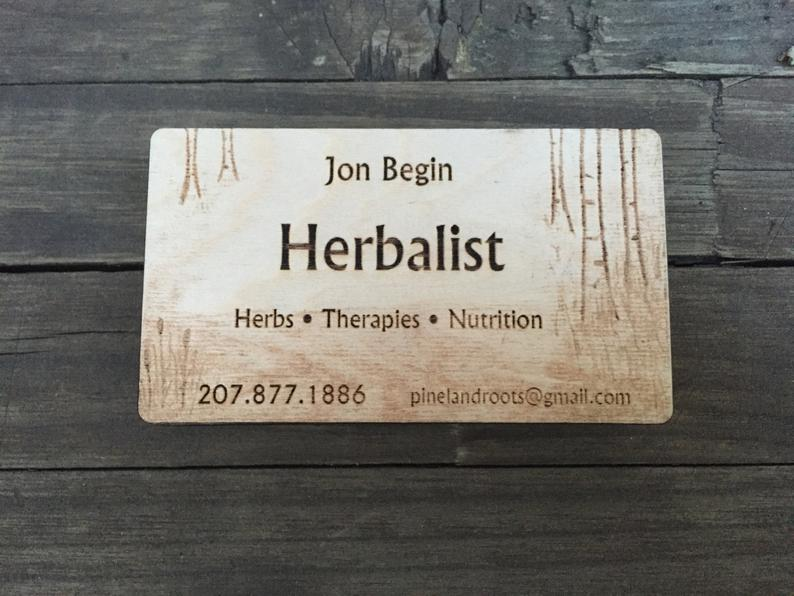 Jon Begin
Herbalist
Herbs • Therapies • Nutrition
207.877.1886 pinelandroots@gmail.com